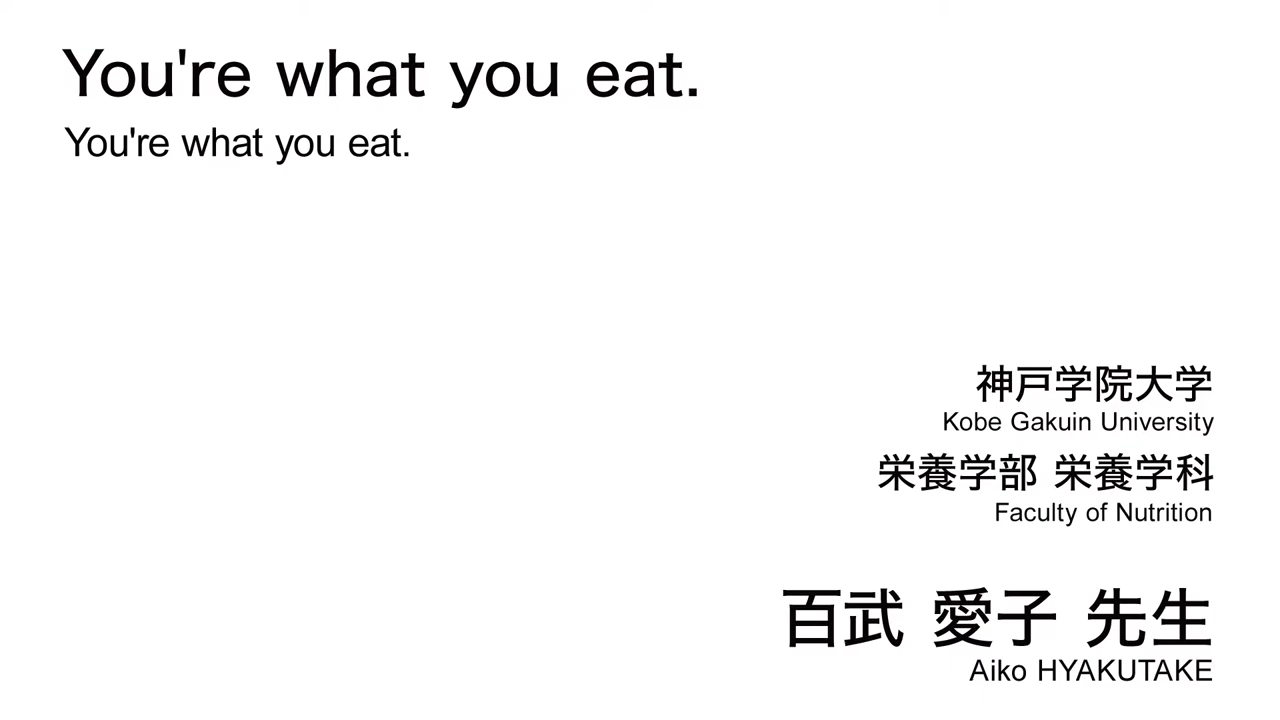 You're what you eat.
You're what you eat.
神戸学院大学
Kobe Gakuin University
栄養学部 栄養学科
Faculty of Nutrition
百武 愛子 先生
Aiko HYAKUTAKE